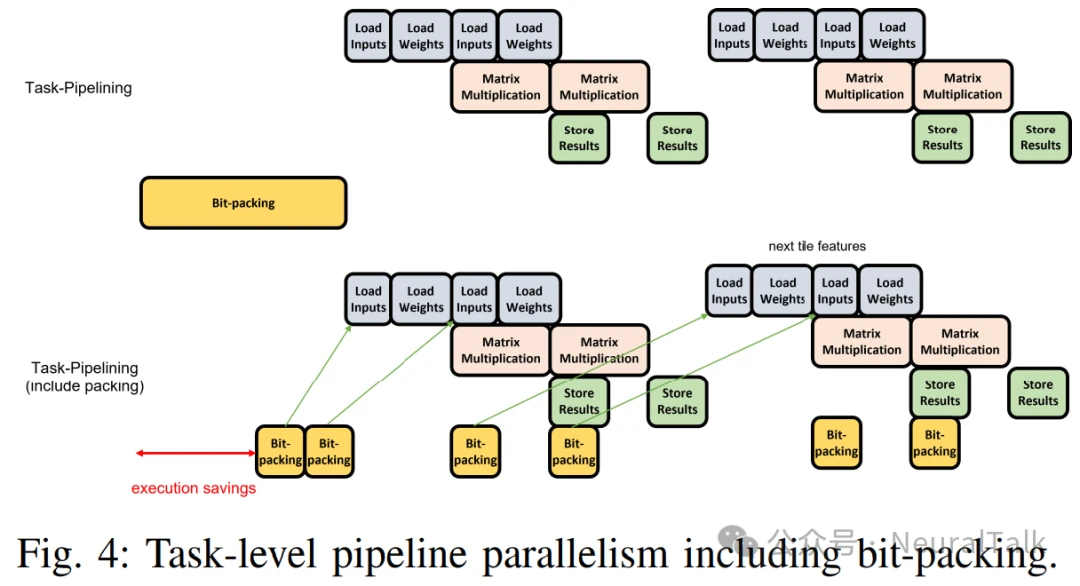 Load
Inputs
Load
Weights
Load
Inputs
Load
Weights
Load
Inputs
Load
Weights
Load
Inputs
Load
Weights
Task-Pipelining
Matrix
Multiplication
Matrix
Multiplication
Matrix
Multiplication
Matrix
Multiplication
Store
Results
Store
Results
Store
Results
Store
Results
Bit-packing
next tile features
Load
Inputs
Load
Weights
Load
Inputs
Load
Weights
Load
Inputs
Load
Weights
Load
Inputs
Load
Weights
Task-Pipelining
(include packing)
Matrix
Multiplication
Matrix
Multiplication
Matrix
Multiplication
Matrix
Multiplication
Store
Results
Store
Results
Store
Results
Store
Results
Bit-
packing
Bit-
packing
Bit-
packing
Bit-
packing
Bit-
packing
Bit-
packing
execution savings
公众号 · NeuralTalk
Fig. 4: Task-level pipeline parallelism including bit-packing.